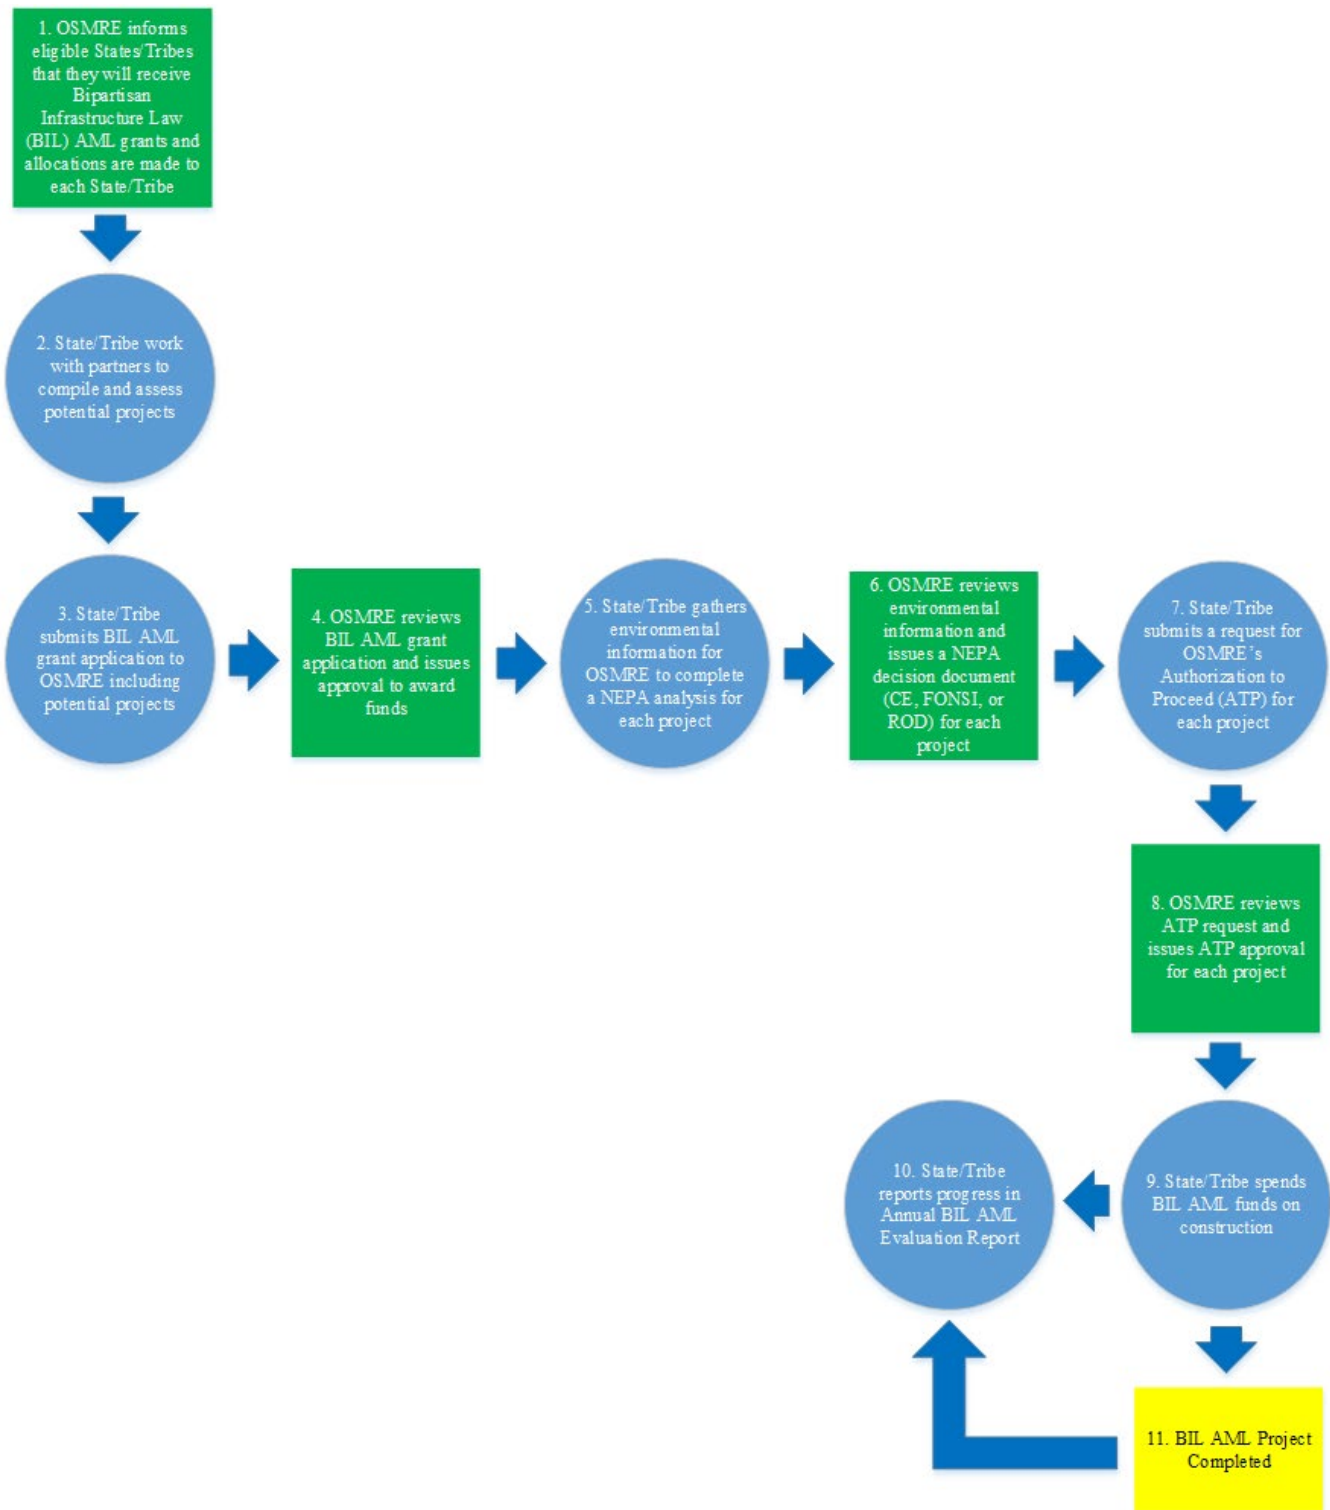 1. OSMRE informs
eligible States/Tribes
that they will receive
Bipartisan
Infrastructure Law
(BIL) AML grants and
allocations are made to
each State/Tribe
2. State/Tribe work
with partners to
compile and assess
potential projects
3. State/Tribe
submits BIL AML
grant application to
OSMRE including
potential projects
4. OSMRE reviews
BIL AML grant
application and issues
approval to award
funds
5. State/Tribe gathers
environmental
information for
OSMRE to complete
a NEPA analysis for
each project
6. OSMRE reviews
environmental
information and
issues a NEPA
decision document
(CE, FONSI, or
ROD) for each
project
7. State/Tribe
submits a request for
OSMRE's
Authorization to
Proceed (ATP) for
each project
8. OSMRE reviews
ATP request and
issues ATP approval
for each project
9. State/Tribe spends
BIL AML funds on
construction
10. State/Tribe
reports progress in
Annual BIL AML
Evaluation Report
11. BIL AML Project
Completed